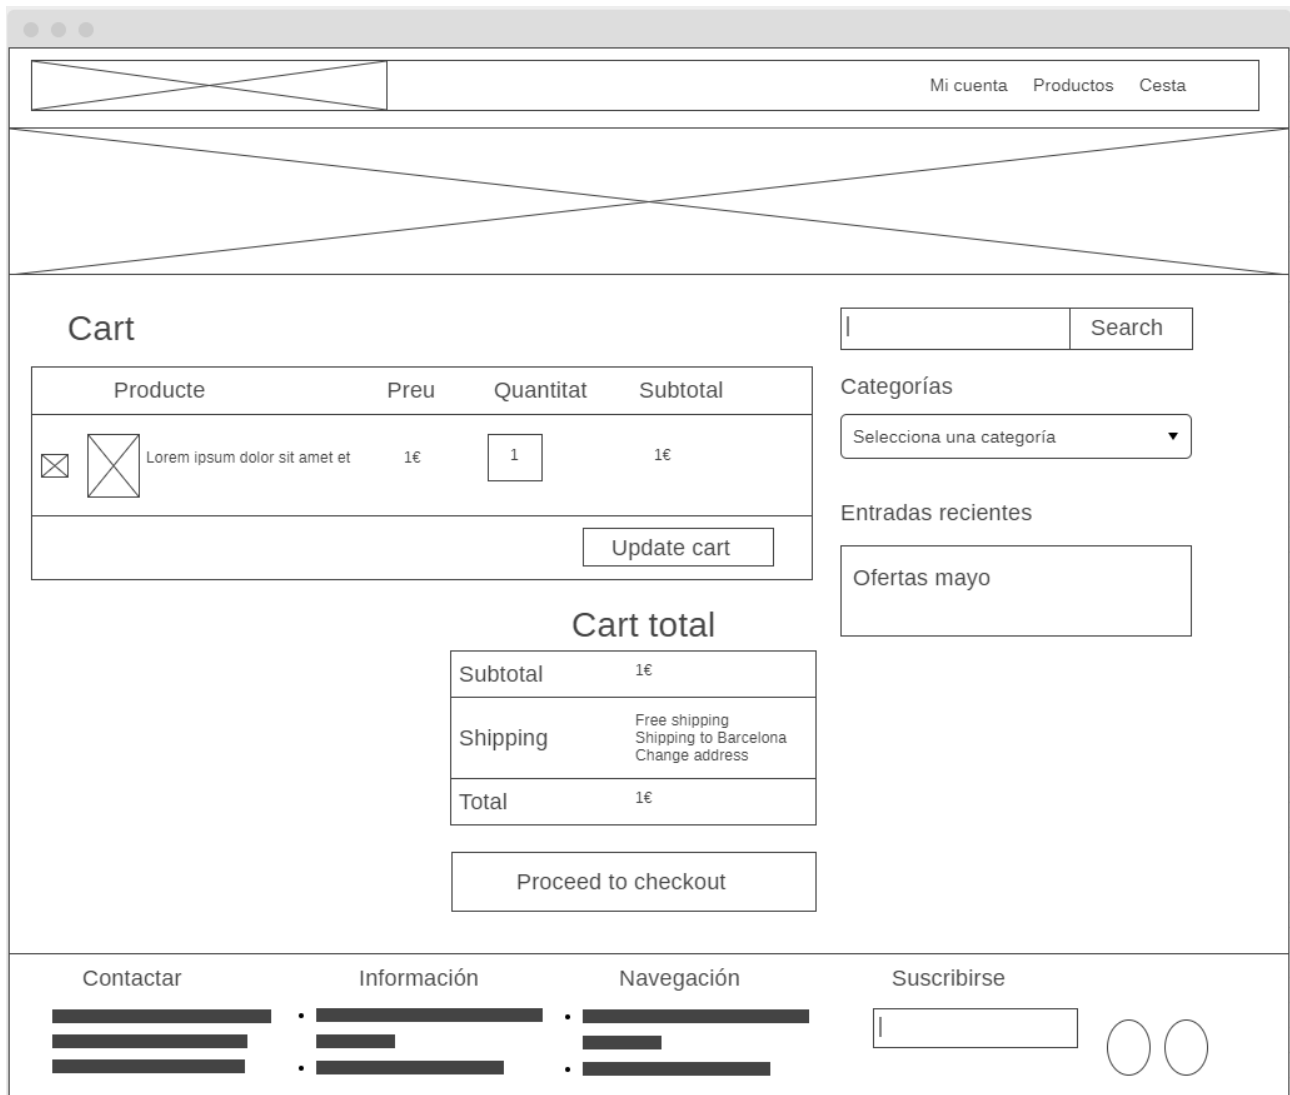 Mi cuenta Productos Cesta
Cart
Search
Producte Preu Quantitat Subtotal
Lorem ipsum dolor sit amet et 1€ 1 1€
Update cart
Categorías
Selecciona una categoría
Entradas recientes
Ofertas mayo
Cart total
Subtotal 1€
Shipping
Free shipping
Shipping to Barcelona
Change address
Total 1€
Proceed to checkout
Contactar Información Navegación Suscribirse